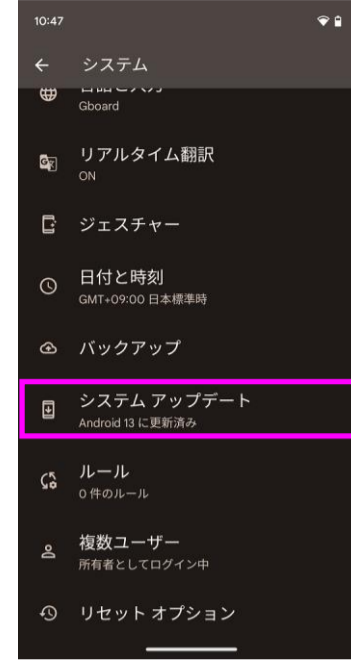 10:47
システム
Gboard
リアルタイム翻訳
ON
ジェスチャー
日付と時刻
GMT+09:00 日本標準時
バックアップ
システム アップデート
Android 13 に更新済み
ルール
0 件のルール
複数ユーザー
所有者としてログイン中
リセット オプション